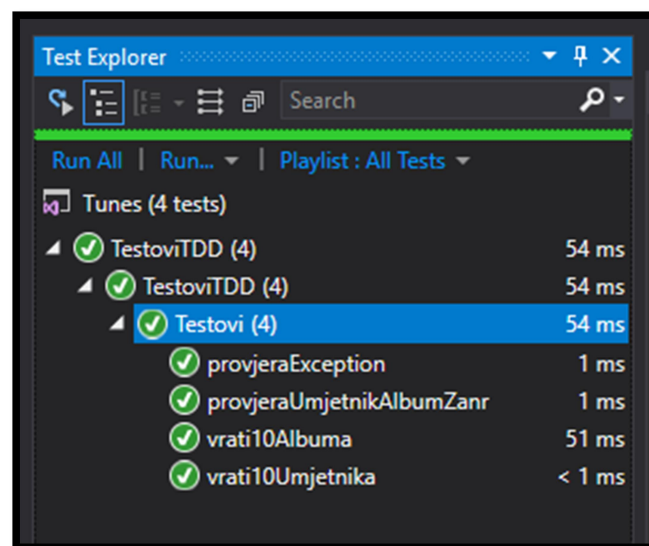 Test Explorer
Search
Run All | Run... | Playlist : All Tests
Tunes (4 tests)
TestoviTDD (4) 54 ms
TestoviTDD (4) 54 ms
Testovi (4) 54 ms
provjeraException 1 ms
provjeraUmjetnikAlbumZanr 1 ms
vrati10Albuma 51 ms
vrati10Umjetnika < 1 ms